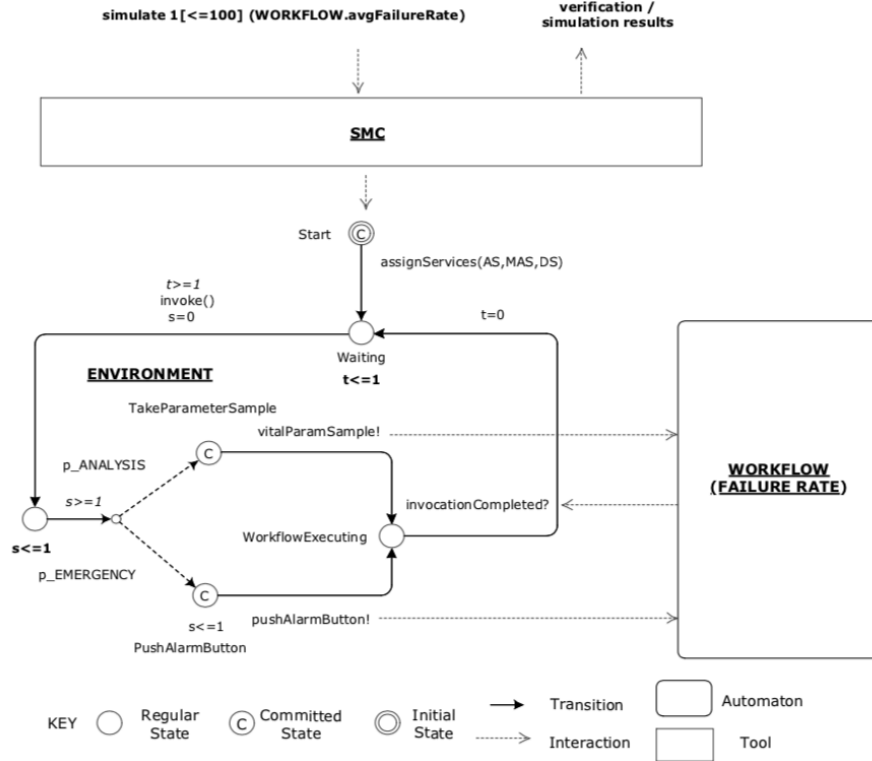 simulate 1[<=100] (WORKFLOW.avgFailureRate)
verification /
simulation results
SMC
Start
C
assignServices(AS,MAS,DS)
t>=1
invoke()
s=0
t=0
Waiting
t<=1
ENVIRONMENT
TakeParameterSample
vitalParamSample!
C
p_ANALYSIS
WORKFLOW
(FAILURE RATE)
s>=1
invocationCompleted?
WorkflowExecuting
s<=1
p_EMERGENCY
C
s<=1
pushAlarmButton!
PushAlarmButton
KEY
Regular
State
C
Committed
State
Initial
State
Transition
Interaction
Automaton
Tool